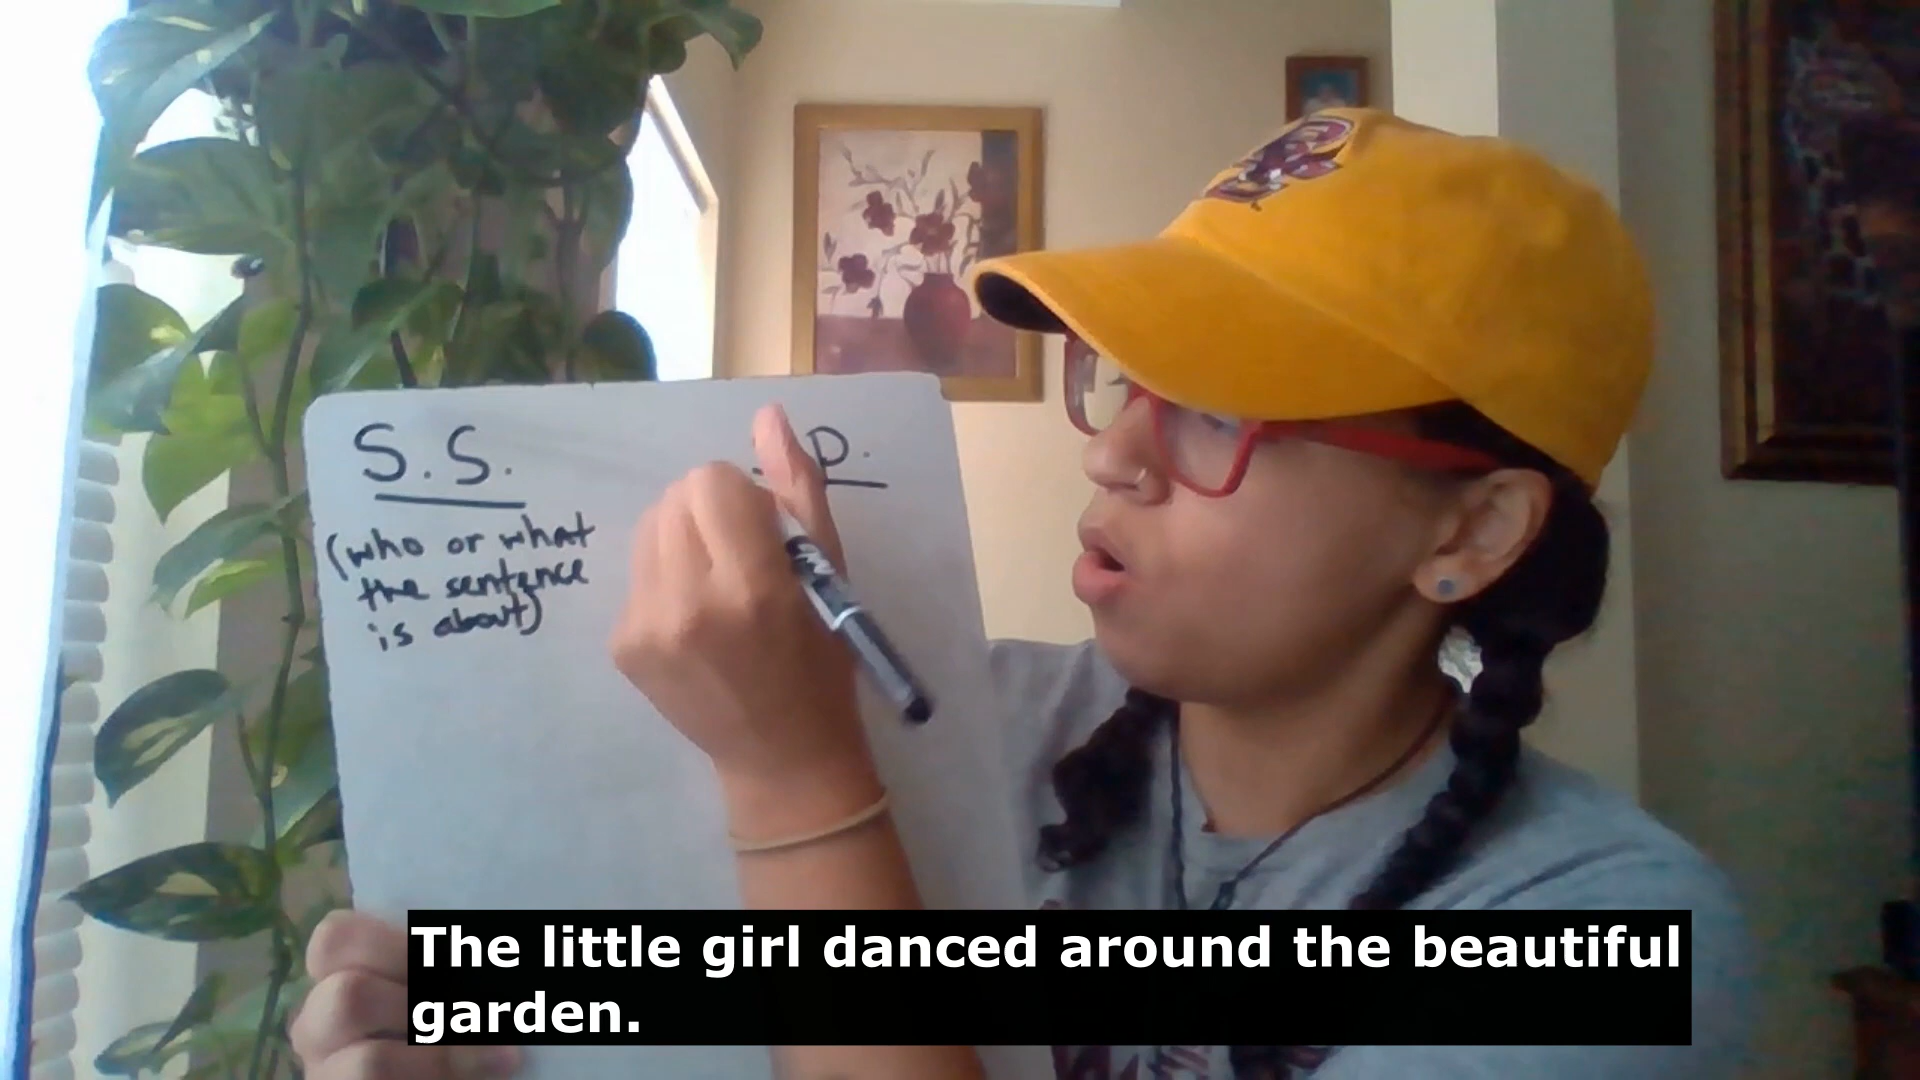 S.S.
P.
(who or what
the sentence
is about)
The little girl danced around the beautiful
garden.